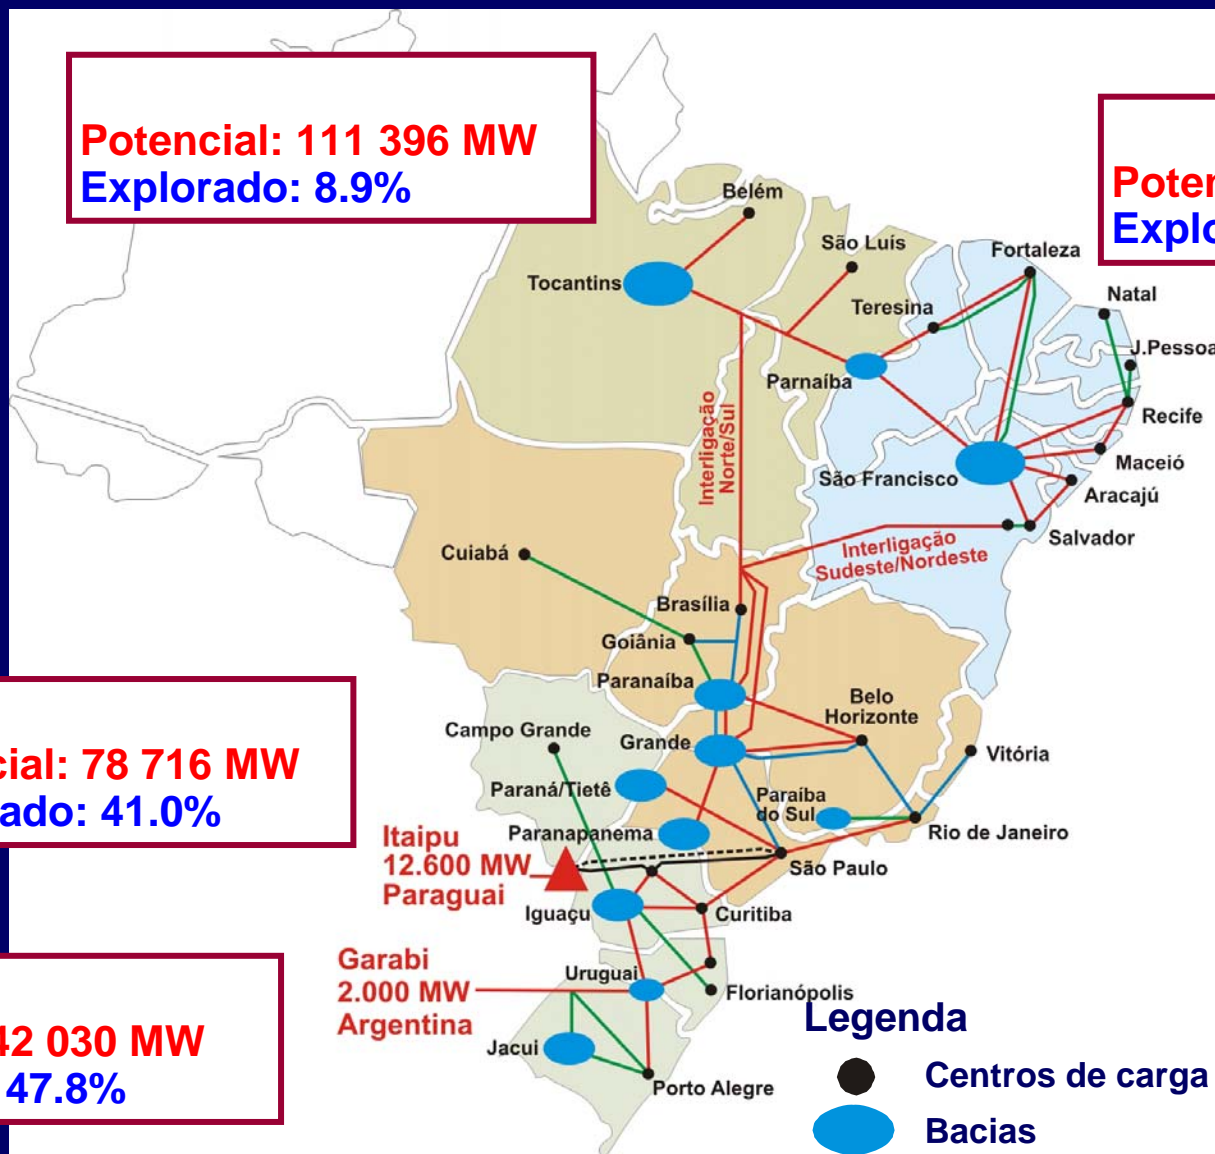 Potencial: 111 396 MW
Explorado: 8.9%
Poten
Explo
Belém
São Luís
Fortaleza
Tocantins
Teresina
Natal
J.Pessoa
Parnaíba
Recife
Interligação
Norte/Sul
São Francisco
Maceió
Aracajú
Salvador
Interligação
Sudeste/Nordeste
Cuiabá
Brasília
Goiânia
Paranaíba
Belo
Horizonte
Campo Grande
Grande
Vitória
cial: 78 716 MW
ado: 41.0%
Paraná/Tietê
Paraíba
do Sul
Paranapanema
Rio de Janeiro
Itaipu
12.600 MW
Paraguai
São Paulo
Iguaçu
Curitiba
Garabi
2.000 MW
Argentina
Uruguai
Florianópolis
42 030 MW
47.8%
Jacui
Porto Alegre
Legenda
Centros de carga
Bacias